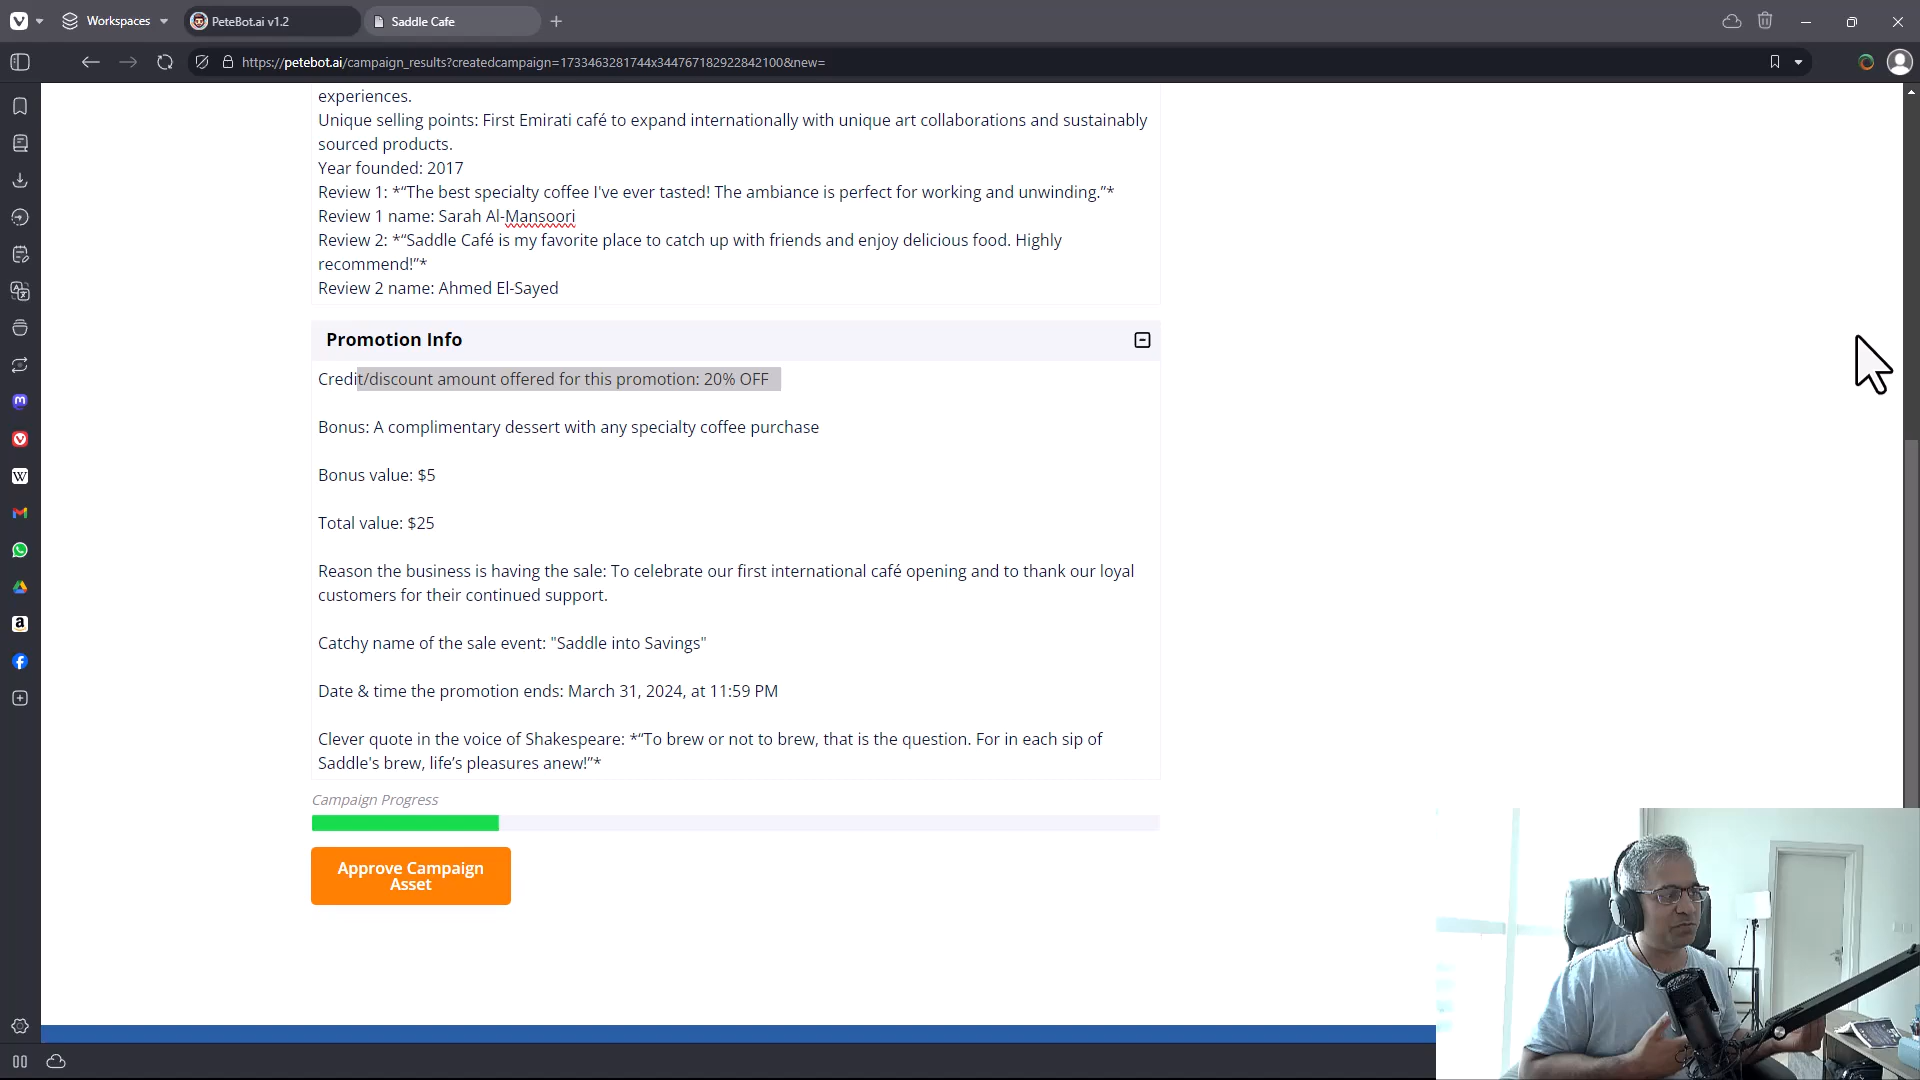 Workspaces
PeteBot.ai v1.2
Saddle Cafe
https://petebot.ai/campaign_results?createdcampaign=1733463281744x344767182922842100&new=
experiences.
Unique selling points: First Emirati café to expand internationally with unique art collaborations and sustainably
sourced products.
Year founded: 2017
Review 1: *“The best specialty coffee I've ever tasted! The ambiance is perfect for working and unwinding.”*
Review 1 name: Sarah Al-Mansoori
Review 2: *“Saddle Café is my favorite place to catch up with friends and enjoy delicious food. Highly
recommend!”*
Review 2 name: Ahmed El-Sayed
Promotion Info
Credit/discount amount offered for this promotion: 20% OFF
Bonus: A complimentary dessert with any specialty coffee purchase
Bonus value: $5
Total value: $25
Reason the business is having the sale: To celebrate our first international café opening and to thank our loyal
customers for their continued support.
Catchy name of the sale event: "Saddle into Savings"
Date & time the promotion ends: March 31, 2024, at 11:59 PM
Clever quote in the voice of Shakespeare: *“To brew or not to brew, that is the question. For in each sip of
Saddle's brew, life’s pleasures anew!”*
Campaign Progress
Approve Campaign
Asset